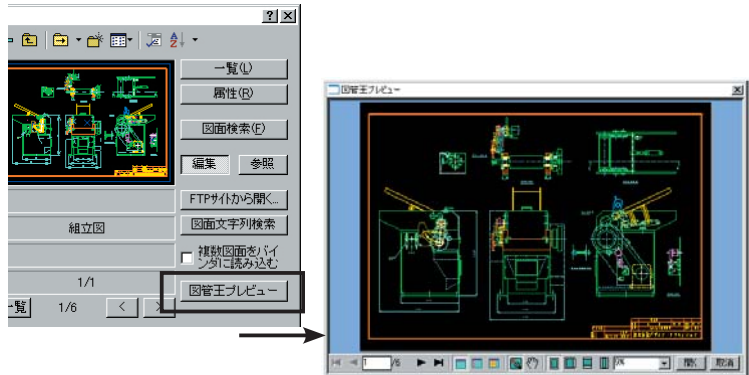 一覧(L)
属性(R)
図面検索(F)
編集 参照
FTPサイトから開く...
組立図
図面文字列検索
複数図面をバイ
ンダに読み込む
1/1
図管王プレビュー
一覧 1/6 < >
図管王プレビュー
1 /6
開く 取消